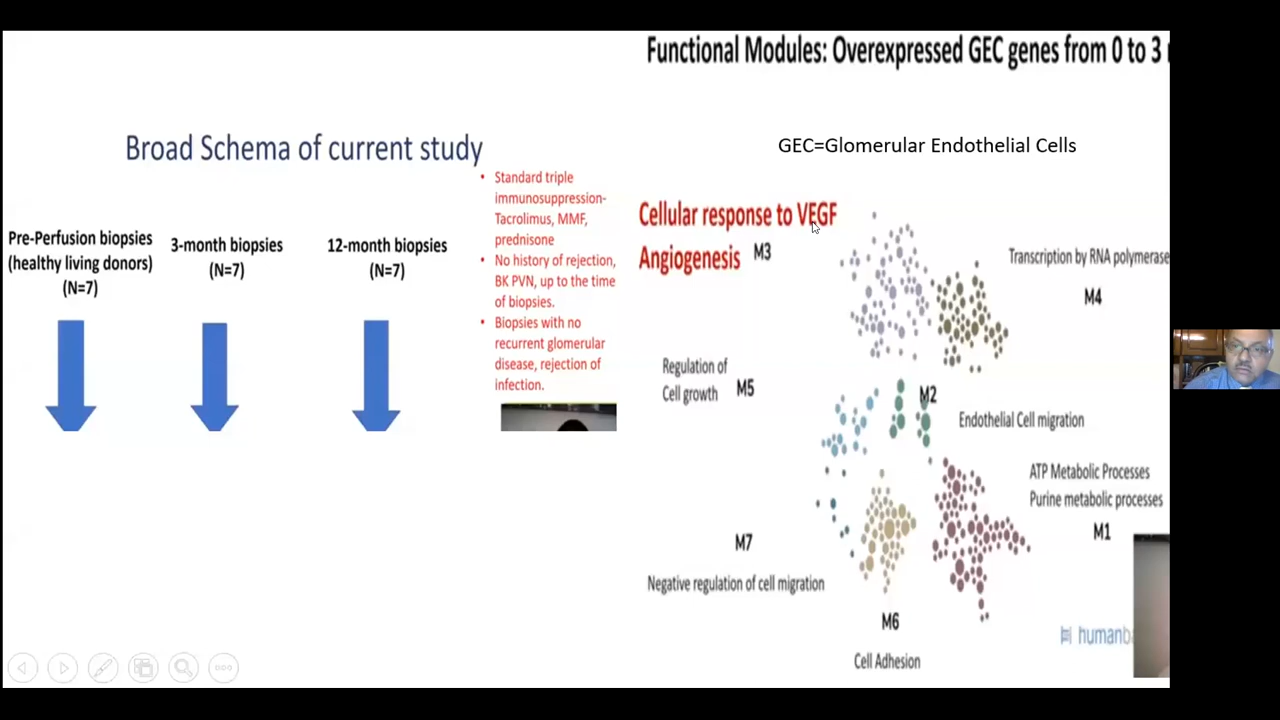 Functional Modules: Overexpressed GEC genes from 0 to 3
Broad Schema of current study
GEC=Glomerular Endothelial Cells
Pre-Perfusion biopsies
(healthy living donors)
(N=7)
3-month biopsies
(N=7)
12-month biopsies
(N=7)
• Standard triple
immunosuppression-
Tacrolimus, MMF,
prednisone
• No history of rejection,
BK PVN, up to the time
of biopsies.
• Biopsies with no
recurrent glomerular
disease, rejection of
infection.
Cellular response to VEGF
Angiogenesis M3
Transcription by RNA polymerase
M4
Regulation of
Cell growth M5
M2
Endothelial Cell migration
ATP Metabolic Processes
Purine metabolic processes
M1
M7
Negative regulation of cell migration
M6
Cell Adhesion